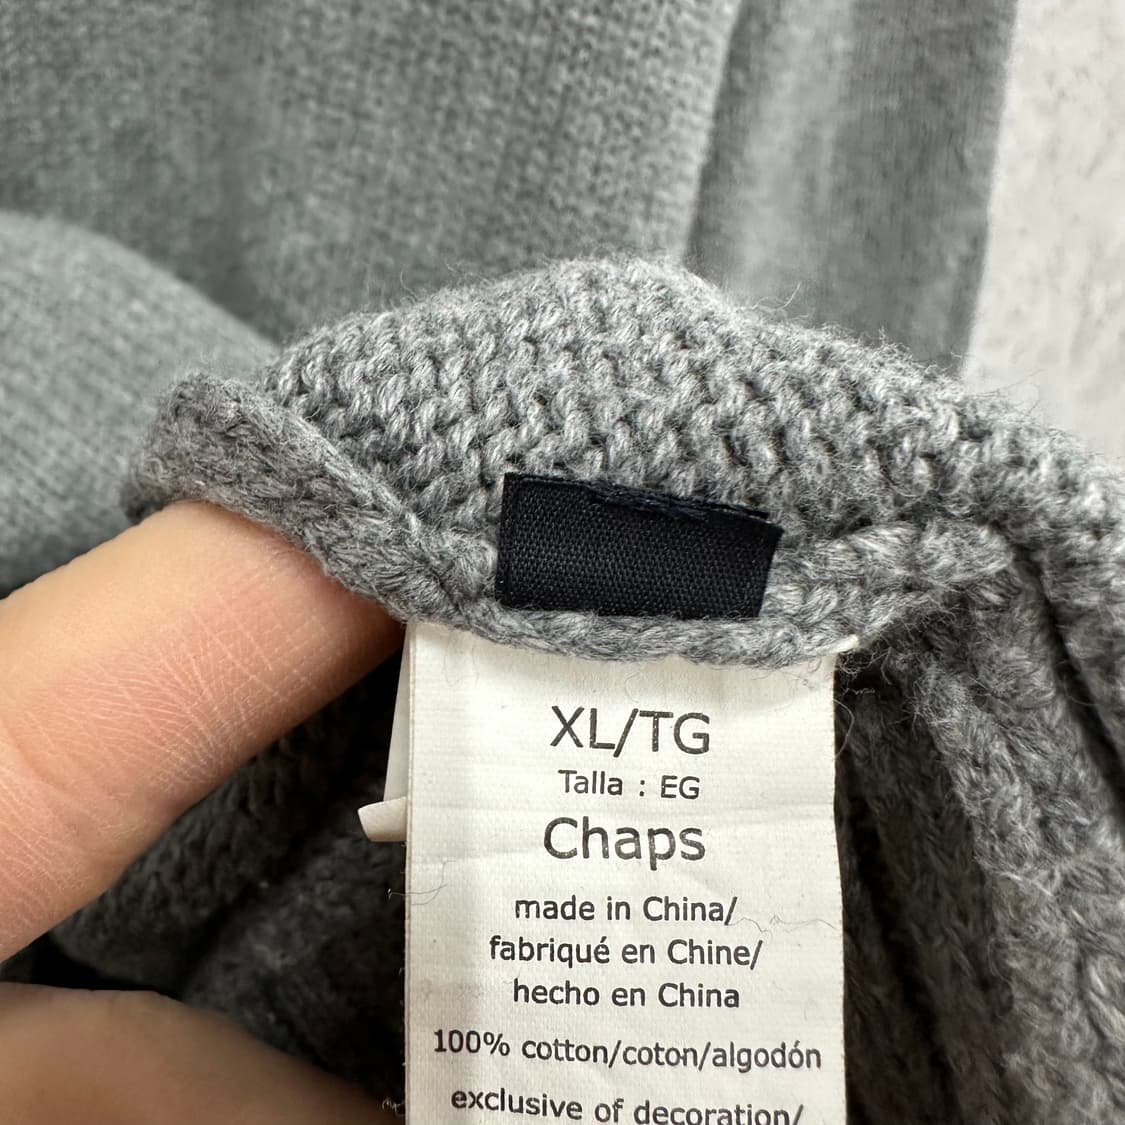 XL/TG
Talla : EG
Chaps
made in China/
fabriqué en Chine/
hecho en China
100% cotton/coton/algodón
exclusive of decoration/